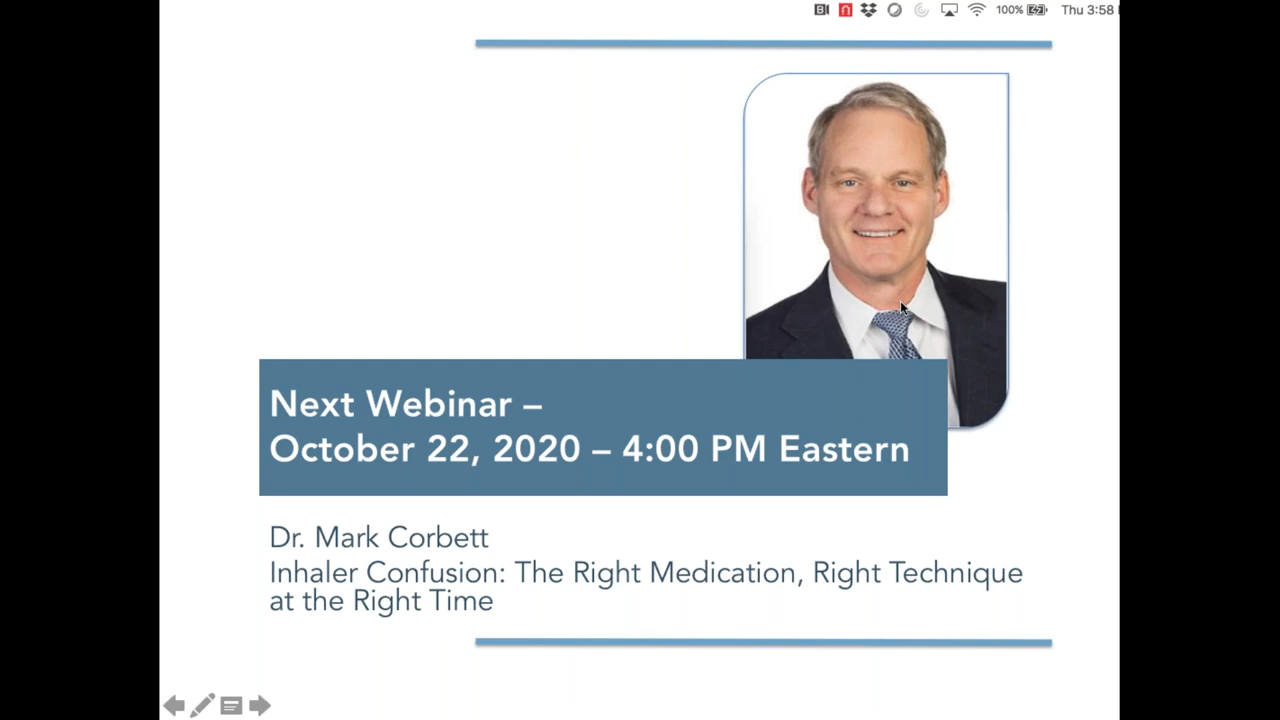 100% Thu 3:58
Next Webinar –
October 22, 2020 – 4:00 PM Eastern
Dr. Mark Corbett
Inhaler Confusion: The Right Medication, Right Technique
at the Right Time